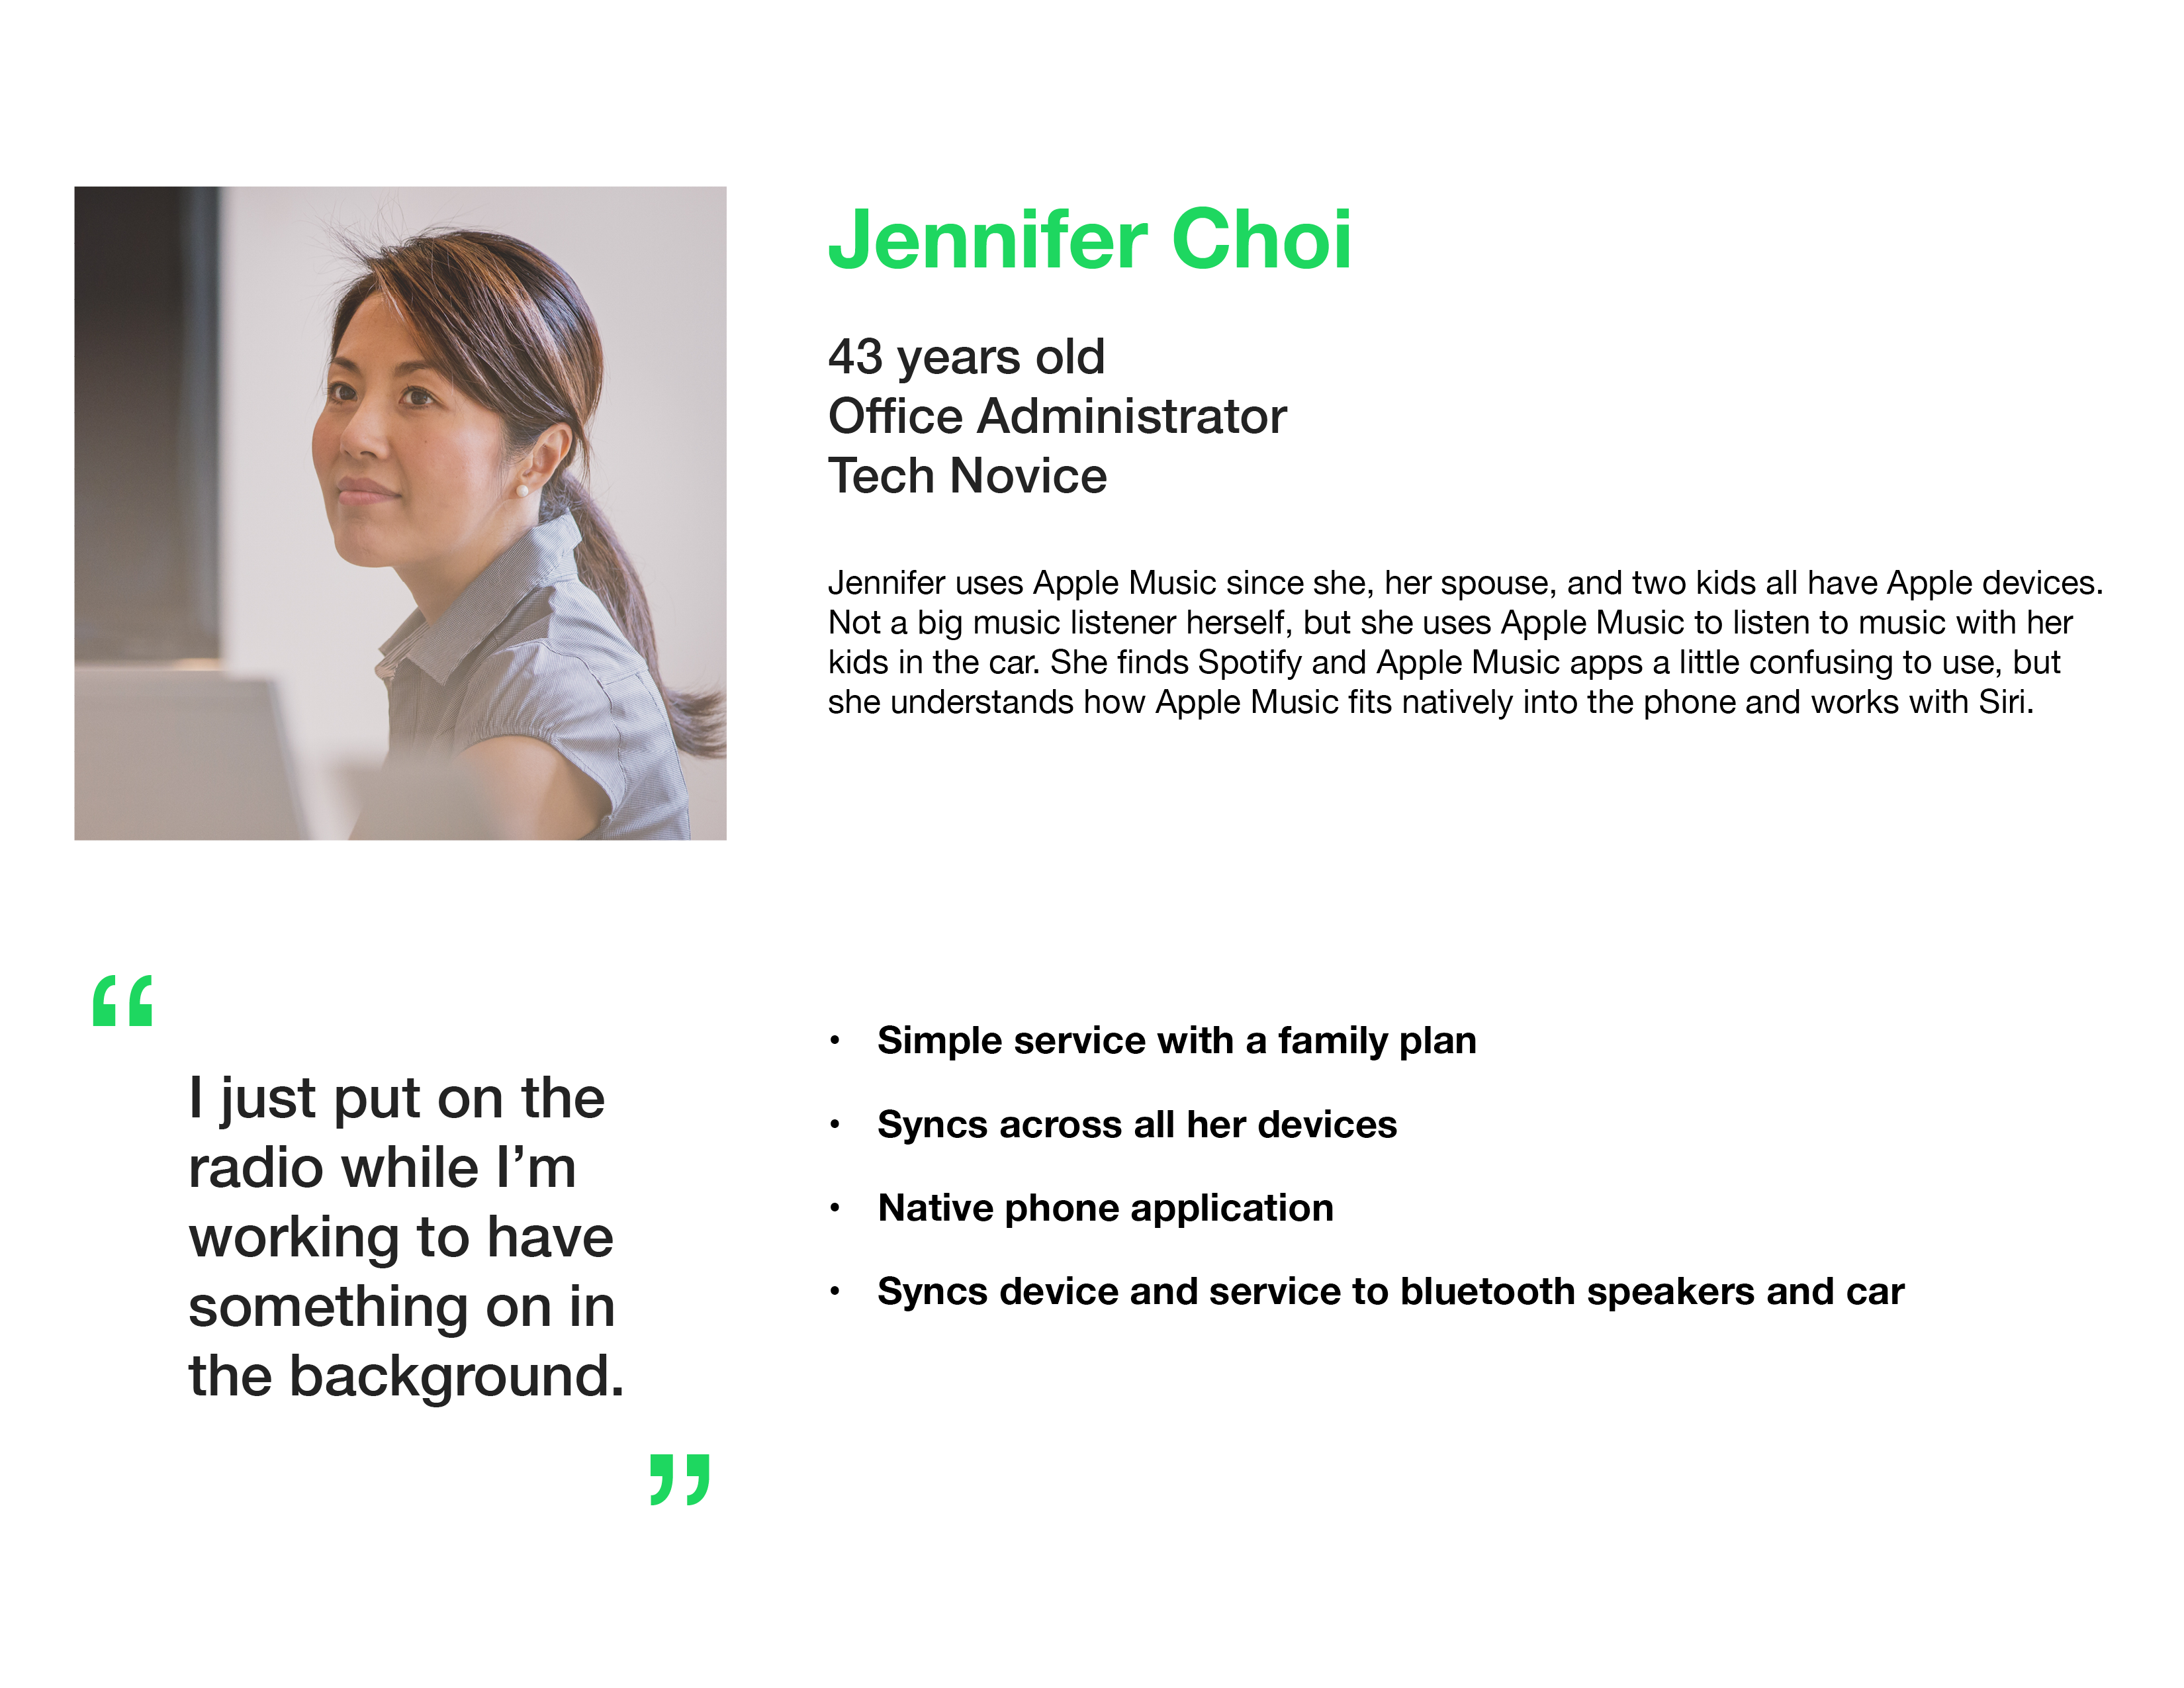 Jennifer Choi
43 years old
Office Administrator
Tech Novice
Jennifer uses Apple Music since she, her spouse, and two kids all have Apple devices.
Not a big music listener herself, but she uses Apple Music to listen to music with her
kids in the car. She finds Spotify and Apple Music apps a little confusing to use, but
she understands how Apple Music fits natively into the phone and works with Siri.
“
I just put on the
radio while I’m
working to have
something on in
the background.
”
• Simple service with a family plan
• Syncs across all her devices
• Native phone application
• Syncs device and service to bluetooth speakers and car